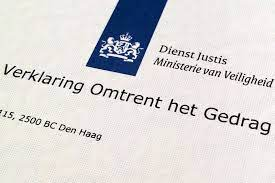 Dienst Justis
Ministerie van Veiligheid
Verklaring Omtrent het Gedrag
115, 2500 BC Den Haag